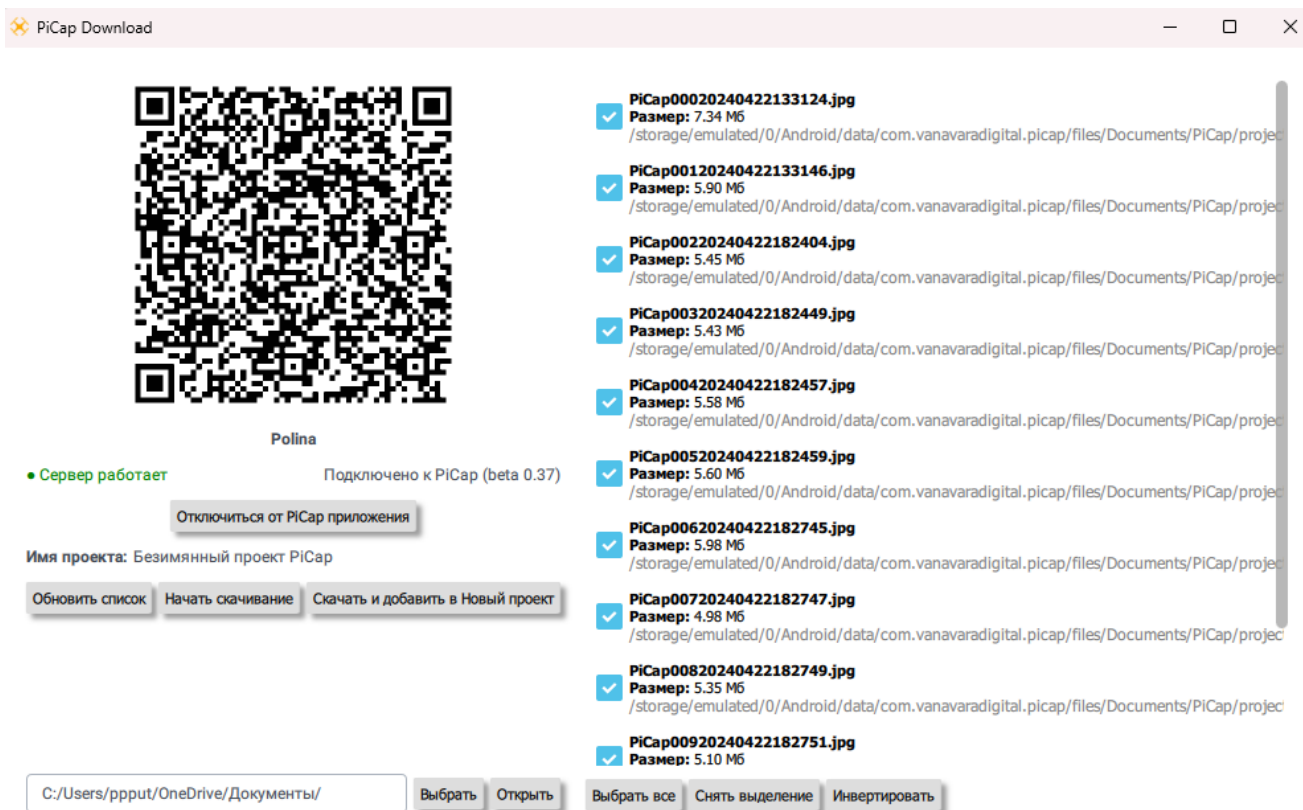 PiCap Download
Polina
● Сервер работает
Подключено к PiCap (beta 0.37)
Отключиться от PiCap приложения
Имя проекта: Безимянный проект PiCap
Обновить список
Начать скачивание
Скачать и добавить в Новый проект
C:/Users/ppput/OneDrive/Документы/
Выбрать
Открыть
PiCap00020240422133124.jpg
Размер: 7.34 Мб
/storage/emulated/0/Android/data/com.vanavaradigital.picap/files/Documents/PiCap/projec
PiCap00120240422133146.jpg
Размер: 5.90 Мб
/storage/emulated/0/Android/data/com.vanavaradigital.picap/files/Documents/PiCap/projec
PiCap00220240422182404.jpg
Размер: 5.45 Мб
/storage/emulated/0/Android/data/com.vanavaradigital.picap/files/Documents/PiCap/projec
PiCap00320240422182449.jpg
Размер: 5.43 Мб
/storage/emulated/0/Android/data/com.vanavaradigital.picap/files/Documents/PiCap/projec
PiCap00420240422182457.jpg
Размер: 5.58 Мб
/storage/emulated/0/Android/data/com.vanavaradigital.picap/files/Documents/PiCap/projec
PiCap00520240422182459.jpg
Размер: 5.60 Мб
/storage/emulated/0/Android/data/com.vanavaradigital.picap/files/Documents/PiCap/projec
PiCap00620240422182745.jpg
Размер: 5.98 Мб
/storage/emulated/0/Android/data/com.vanavaradigital.picap/files/Documents/PiCap/projec
PiCap00720240422182747.jpg
Размер: 4.98 Мб
/storage/emulated/0/Android/data/com.vanavaradigital.picap/files/Documents/PiCap/projec
PiCap00820240422182749.jpg
Размер: 5.35 Мб
/storage/emulated/0/Android/data/com.vanavaradigital.picap/files/Documents/PiCap/projec
PiCap00920240422182751.jpg
Размер: 5.10 Мб
Выбрать все
Снять выделение
Инвертировать